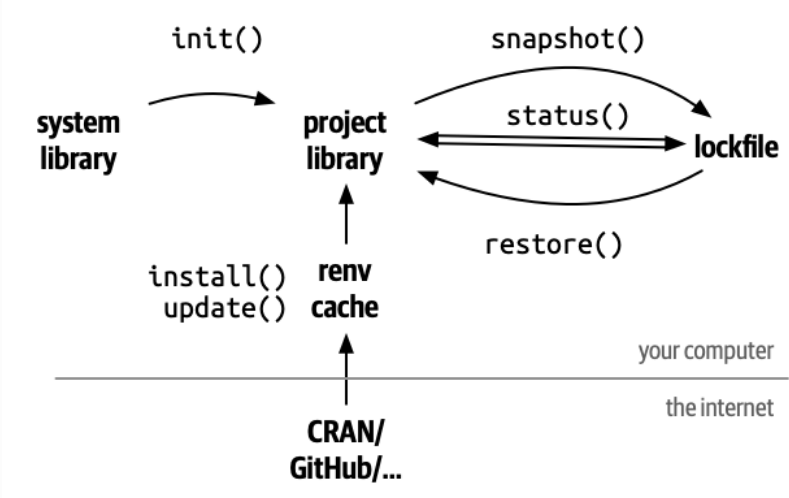 init()
snapshot()
system
library
project
library
status()
lockfile
restore()
install()
update()
renv
cache
your computer
the internet
CRAN/
GitHub/...